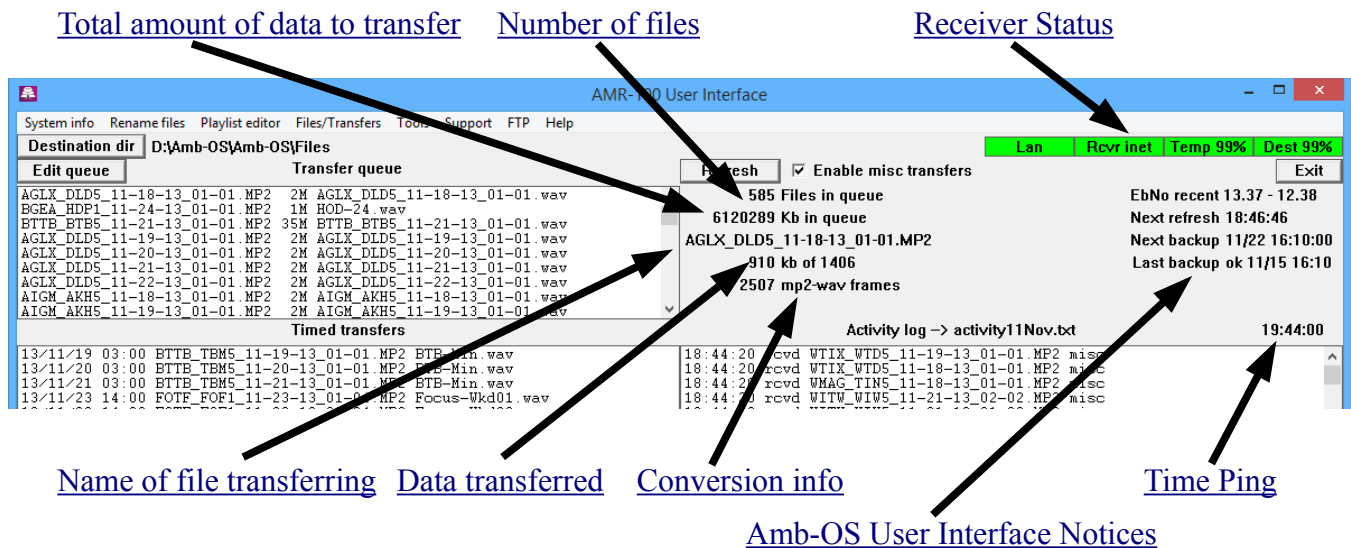 Total amount of data to transfer Number of files Receiver Status
AMR-100 User Interface
System info Rename files Playlist editor Files/Transfers Tools Support FTP Help
Destination dir D:\Amb-OS\Amb-OS\Files Lan Rcvr inet Temp 99% Dest 99%
Edit queue Transfer queue Refresh Enable misc transfers Exit
AGLX_DLD5_11-18-13_01-01.MP2 2M AGLX_DLD5_11-18-13_01-01.wav
BGEA_HDP1_11-24-13_01-01.MP2 1M HOD-24.wav
BTTB_BTB5_11-21-13_01-01.MP2 35M BTTB_BTB5_11-21-13_01-01.wav
AGLX_DLD5_11-19-13_01-01.MP2 2M AGLX_DLD5_11-19-13_01-01.wav
AGLX_DLD5_11-20-13_01-01.MP2 2M AGLX_DLD5_11-20-13_01-01.wav
AGLX_DLD5_11-21-13_01-01.MP2 2M AGLX_DLD5_11-21-13_01-01.wav
AGLX_DLD5_11-22-13_01-01.MP2 2M AGLX_DLD5_11-22-13_01-01.wav
AIGM_AKH5_11-18-13_01-01.MP2 2M AIGM_AKH5_11-18-13_01-01.wav
AIGM_AKH5_11-19-13_01-01.MP2 2M AIGM_AKH5_11-19-13_01-01.wav
585 Files in queue EbNo recent 13.37 - 12.38
6120289 Kb in queue Next refresh 18:46:46
AGLX_DLD5_11-18-13_01-01.MP2 Next backup 11/22 16:10:00
910 kb of 1406 Last backup ok 11/15 16:10
2507 mp2-wav frames
Timed transfers Activity log -> activity11Nov.txt 19:44:00
13/11/19 03:00 BTTB_TBM5_11-19-13_01-01.MP2 BTB-Min.wav
13/11/20 03:00 BTTB_TBM5_11-20-13_01-01.MP2 BTB-Min.wav
13/11/21 03:00 BTTB_TBM5_11-21-13_01-01.MP2 BTB-Min.wav
13/11/23 14:00 FOTF_FOF1_11-23-13_01-04.MP2 Focus-Wkd01.wav
18:44:20 rcvd WTIX_WTD5_11-19-13_01-01.MP2 misc
18:44:20 rcvd WMAG_TIN5_11-18-13_01-01.MP2 misc
18:44:20 rcvd WITW_WIW5_11-21-13_02-02.MP2 misc
Name of file transferring Data transferred Conversion info Time Ping
Amb-OS User Interface Notices